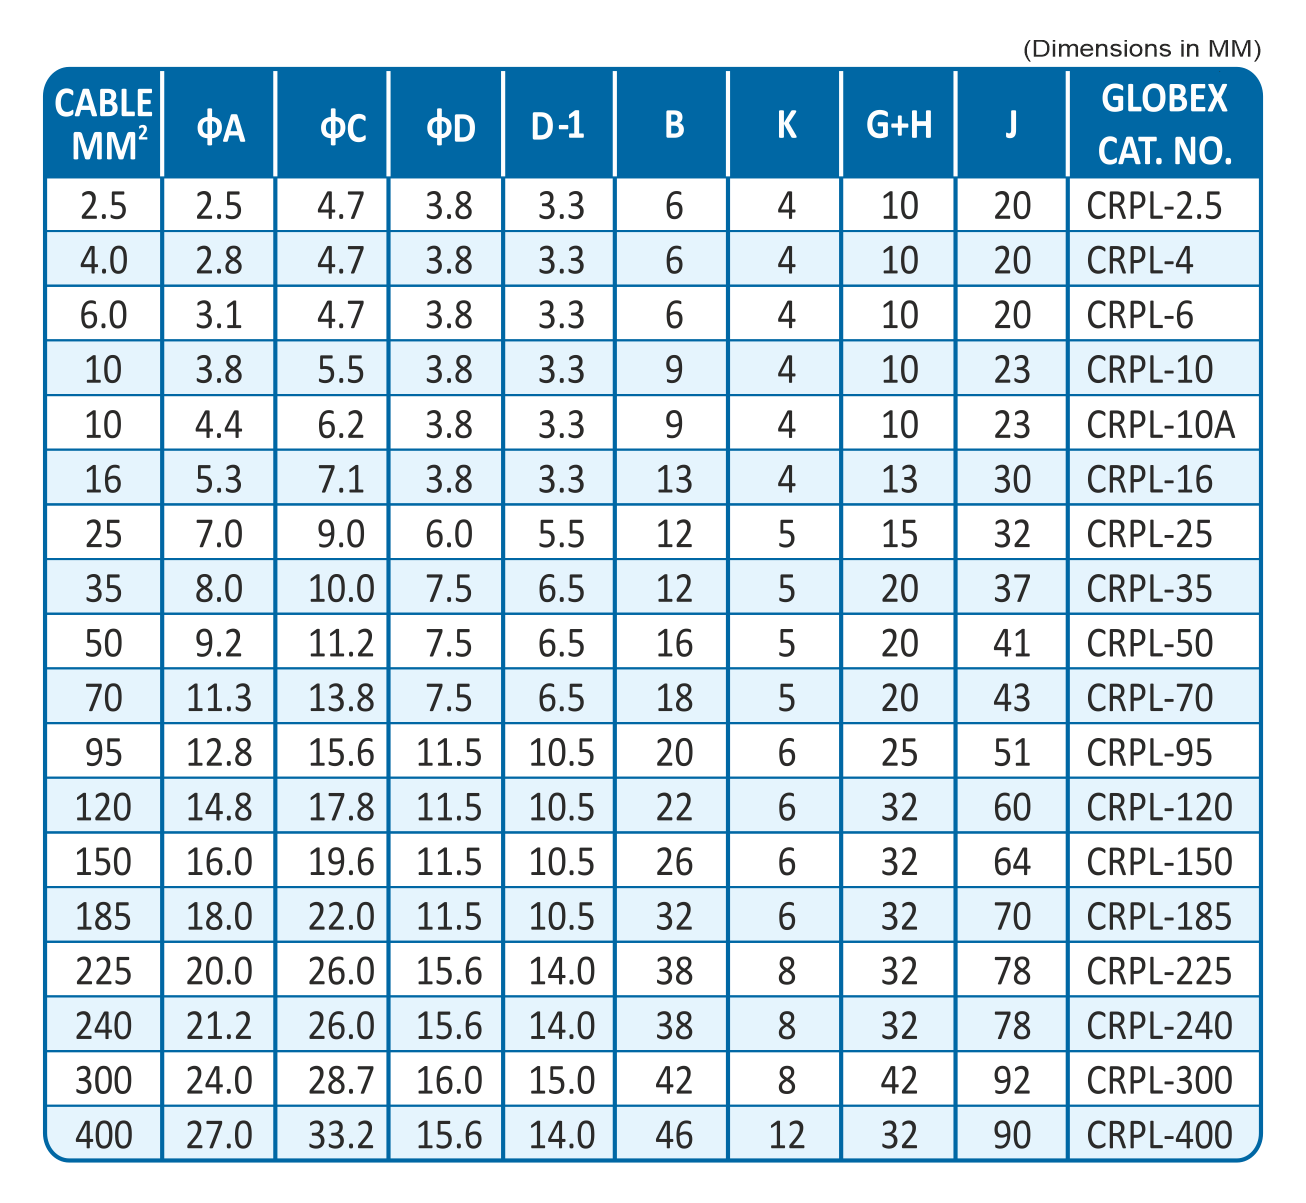 (Dimensions in MM)
CABLE MM² ϕA ϕC ϕD D-1 B K G+H J GLOBEX CAT. NO.
2.5 2.5 4.7 3.8 3.3 6 4 10 20 CRPL-2.5
4.0 2.8 4.7 3.8 3.3 6 4 10 20 CRPL-4
6.0 3.1 4.7 3.8 3.3 6 4 10 20 CRPL-6
10 3.8 5.5 3.8 3.3 9 4 10 23 CRPL-10
10 4.4 6.2 3.8 3.3 9 4 10 23 CRPL-10A
16 5.3 7.1 3.8 3.3 13 4 13 30 CRPL-16
25 7.0 9.0 6.0 5.5 12 5 15 32 CRPL-25
35 8.0 10.0 7.5 6.5 12 5 20 37 CRPL-35
50 9.2 11.2 7.5 6.5 16 5 20 41 CRPL-50
70 11.3 13.8 7.5 6.5 18 5 20 43 CRPL-70
95 12.8 15.6 11.5 10.5 20 6 25 51 CRPL-95
120 14.8 17.8 11.5 10.5 22 6 32 60 CRPL-120
150 16.0 19.6 11.5 10.5 26 6 32 64 CRPL-150
185 18.0 22.0 11.5 10.5 32 6 32 70 CRPL-185
225 20.0 26.0 15.6 14.0 38 8 32 78 CRPL-225
240 21.2 26.0 15.6 14.0 38 8 32 78 CRPL-240
300 24.0 28.7 16.0 15.0 42 8 42 92 CRPL-300
400 27.0 33.2 15.6 14.0 46 12 32 90 CRPL-400